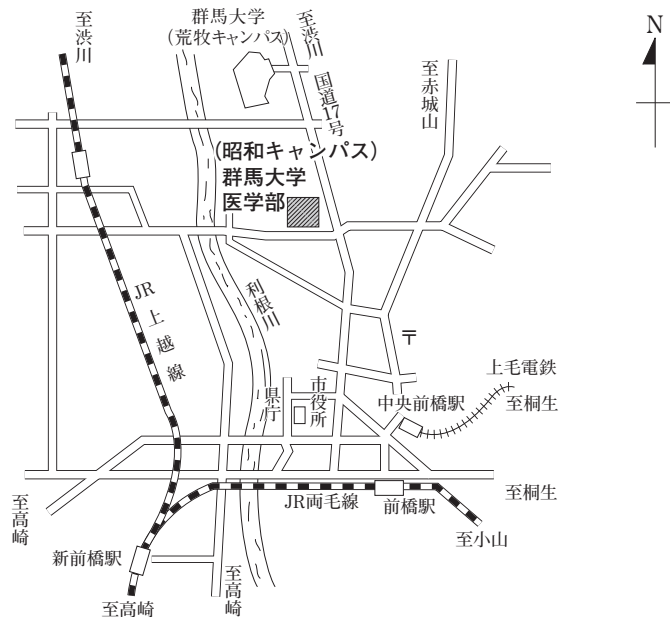 至渋川
群馬大学
(荒牧キャンパス)
至渋川
国道17号
至赤城山
N
(昭和キャンパス)
群馬大学
医学部
JR上越線
利根川
〒
県庁
市役所
上毛電鉄
中央前橋駅
至桐生
至高崎
JR両毛線
前橋駅
至桐生
至小山
新前橋駅
至高崎
至高崎